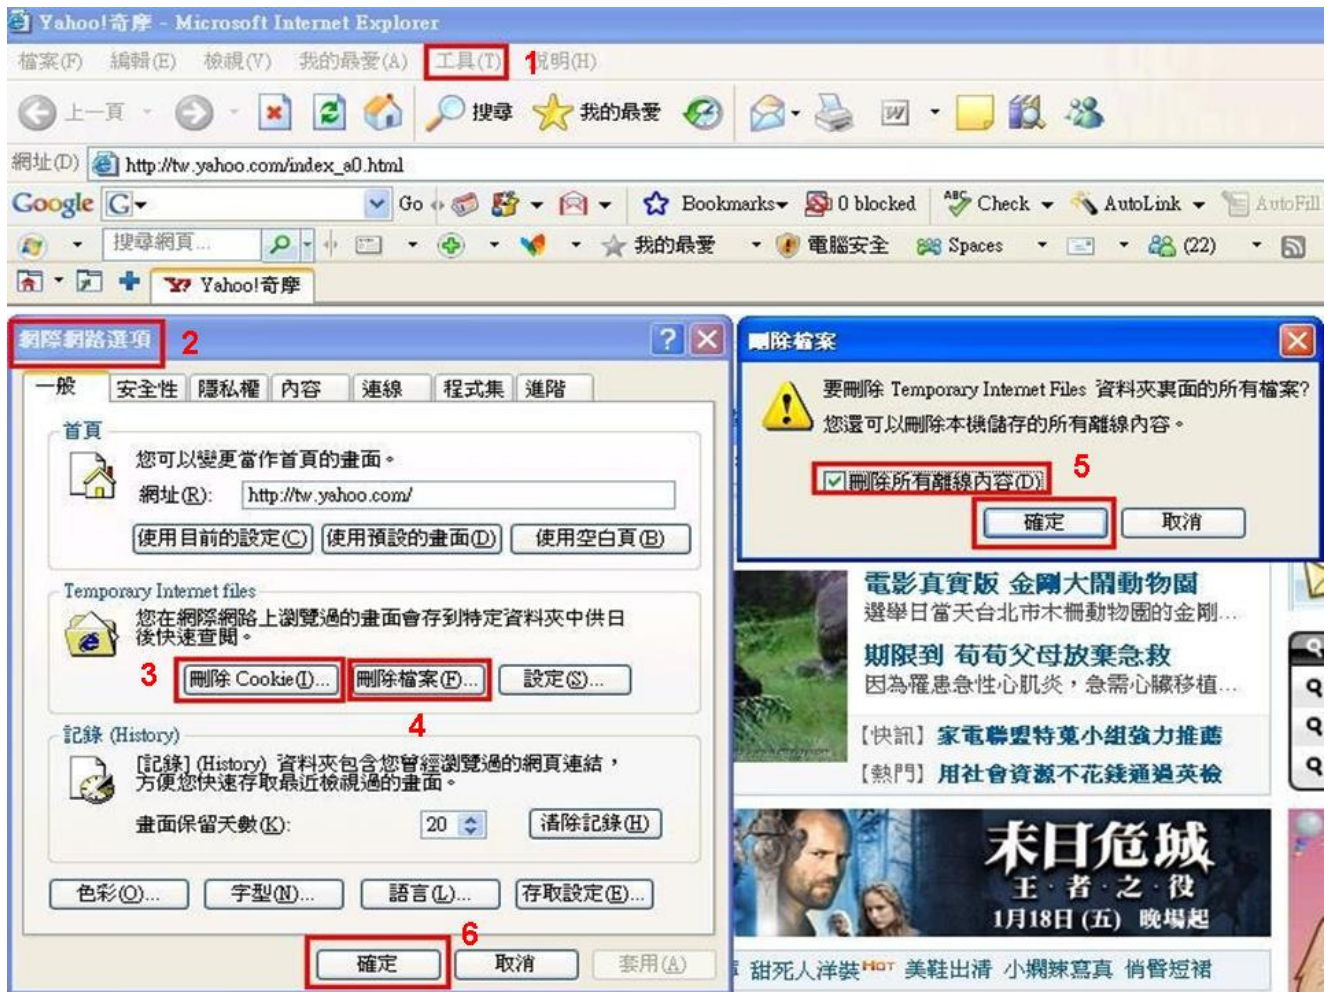 Yahoo!奇摩 - Microsoft Internet Explorer
檔案(F) 編輯(E) 檢視(V) 我的最愛(A) 工具(T) 1 說明(H)
上一頁 搜尋 我的最愛
網址(D) http://tw.yahoo.com/index_a0.html
Google G Go Bookmarks 0 blocked ABC Check AutoLink AutoFill
搜尋網頁... 我的最愛 電腦安全 Spaces (22)
Yahoo!奇摩
網際網路選項 2
一般 安全性 隱私權 內容 連線 程式集 進階
首頁
您可以變更當作首頁的畫面。
網址(R): http://tw.yahoo.com/
使用目前的設定(C) 使用預設的畫面(D) 使用空白頁(B)
Temporary Internet files
您在網際網路上瀏覽過的畫面會存到特定資料夾中供日
後快速查閱。
3 刪除 Cookie(I)... 刪除檔案(F)... 設定(S)...
4
記錄 (History)
[記錄] (History) 資料夾包含您曾經瀏覽過的網頁連結，
方便您快速存取最近檢視過的畫面。
畫面保留天數(K): 20 清除記錄(H)
色彩(O)... 字型(N)... 語言(L)... 存取設定(E)...
6
確定 取消 套用(A)
刪除檔案
要刪除 Temporary Internet Files 資料夾裏面的所有檔案?
您還可以刪除本機儲存的所有離線內容。
刪除所有離線內容(D) 5
確定 取消
電影真實版 金剛大鬧動物園
選舉日當天台北市木柵動物園的金剛...
期限到 荀荀父母放棄急救
因為罹患急性心肌炎，急需心臟移植...
【快訊】家電聯盟特蒐小組強力推薦
【熱門】用社會資源不花錢通過英檢
末日危城
王·者·之·役
1月18日(五) 晚場起
甜死人洋裝 HOT 美鞋出清 小嫻辣寫真 俏臀短裙